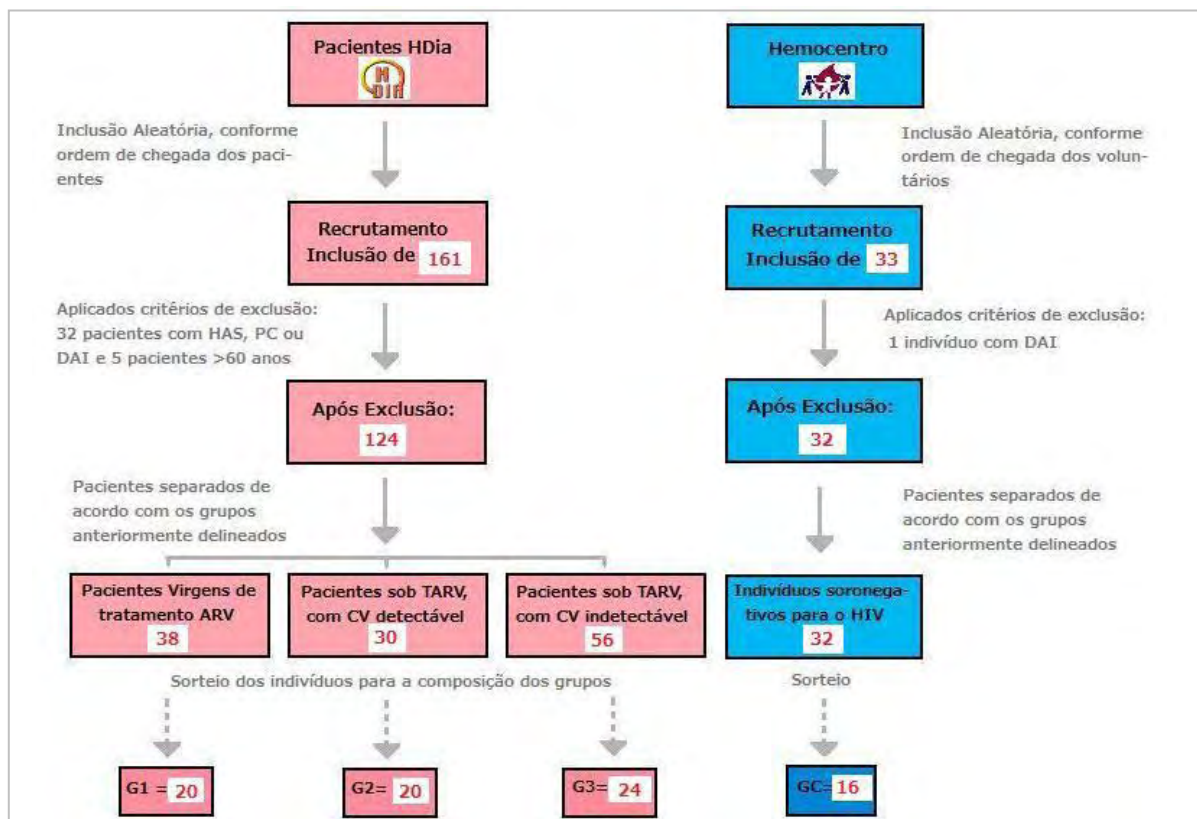 Pacientes HDia
H
DIA
Hemocentro
Inclusão Aleatória, conforme
ordem de chegada dos paci-
entes
Inclusão Aleatória, conforme
ordem de chegada dos volun-
tários
Recrutamento
Inclusão de 161
Recrutamento
Inclusão de 33
Aplicados critérios de exclusão:
32 pacientes com HAS, PC ou
DAI e 5 pacientes >60 anos
Aplicados critérios de exclusão:
1 indivíduo com DAI
Após Exclusão:
124
Após Exclusão:
32
Pacientes separados de
acordo com os grupos
anteriormente delineados
Pacientes separados de
acordo com os grupos
anteriormente delineados
Pacientes Virgens de
tratamento ARV
38
Pacientes sob TARV,
com CV detectável
30
Pacientes sob TARV,
com CV indetectável
56
Indivíduos soronega-
tivos para o HIV
32
Sorteio dos indivíduos para a composição dos grupos
Sorteio
G1 = 20
G2= 20
G3= 24
GC= 16